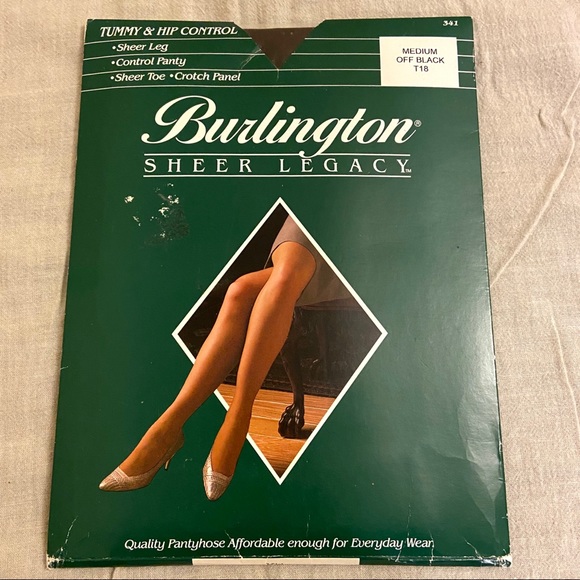 TUMMY & HIP CONTROL
341
•Sheer Leg
•Control Panty
•Sheer Toe •Crotch Panel
MEDIUM
OFF BLACK
T18
Burlington®
SHEER LEGACY™
Quality Pantyhose Affordable enough for Everyday Wear.